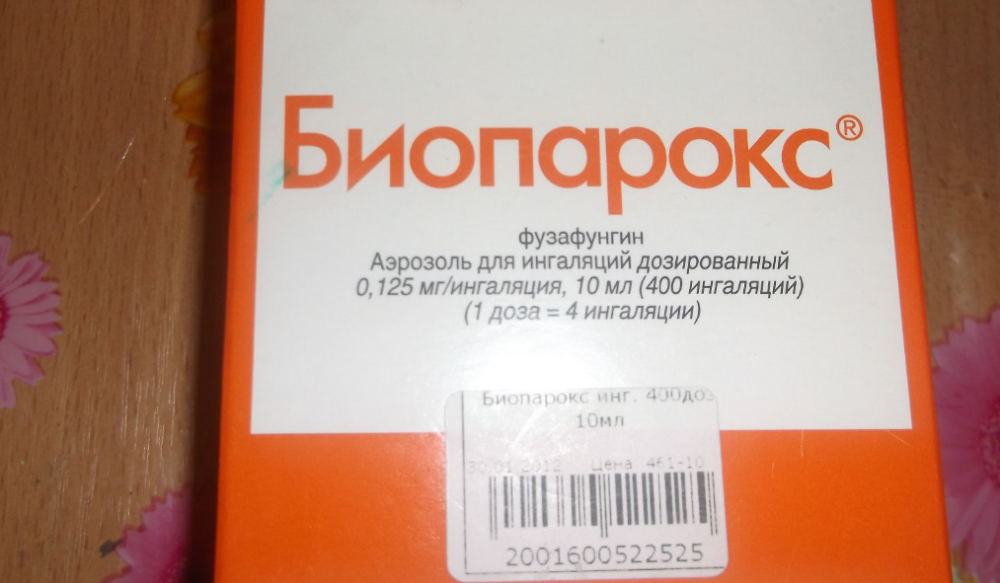 Биопарокс®
фузафунгин
Аэрозоль для ингаляций дозированный
0,125 мг/ингаляция, 10 мл (400 ингаляций)
(1 доза = 4 ингаляции)
Биопарокс инг. 400доз
10мл
30.01.2012 Цена 461-10
2001600522525